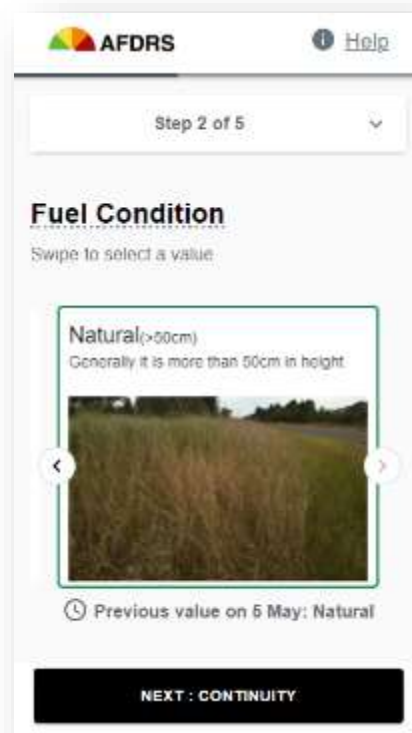 AFDRS
Help
Step 2 of 5
Fuel Condition
Swipe to select a value
Natural(>50cm)
Generally it is more than 50cm in height
Previous value on 5 May: Natural
NEXT : CONTINUITY